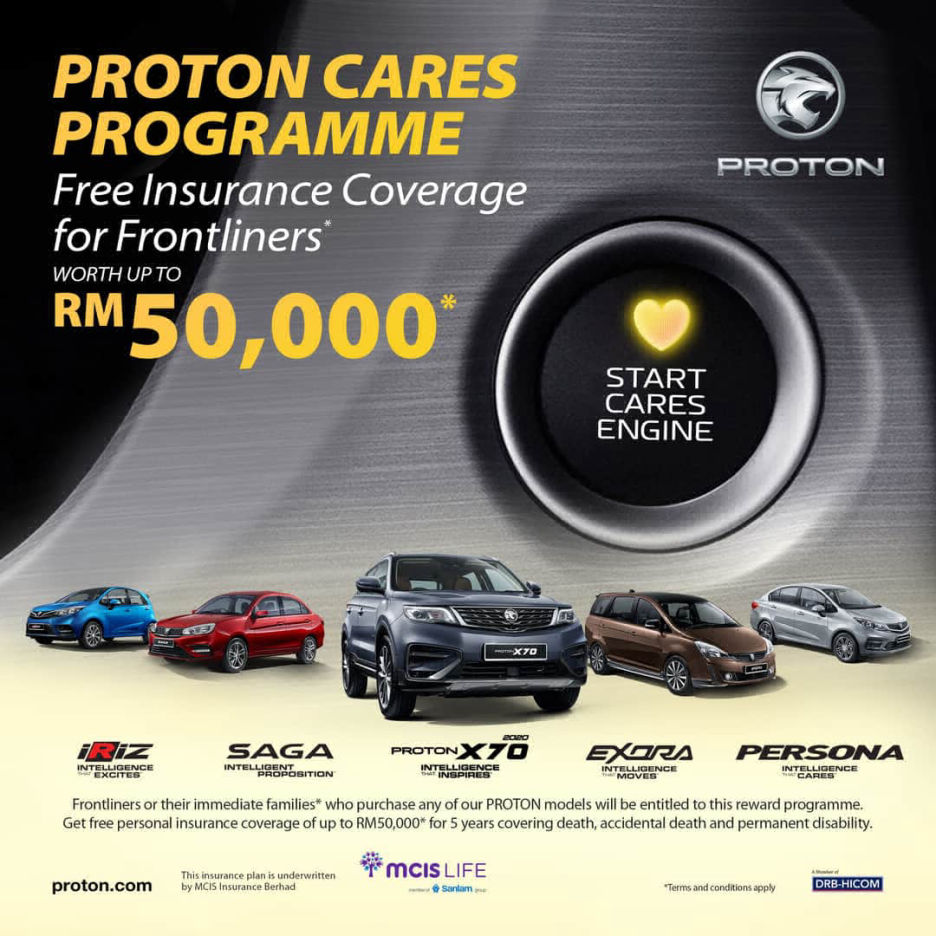 PROTON CARES
PROGRAMME
Free Insurance Coverage
for Frontliners*
WORTH UP TO
RM50,000*
PROTON
START
CARES
ENGINE
PROTON X70
iRiZ
INTELLIGENCE
THAT EXCITES
SAGA
INTELLIGENT
PROPOSITION
PROTON X70 2020
INTELLIGENCE
THAT INSPIRES
EXORA
INTELLIGENCE
THAT MOVES
PERSONA
INTELLIGENCE
THAT CARES
Frontliners or their immediate families* who purchase any of our PROTON models will be entitled to this reward programme.
Get free personal insurance coverage of up to RM50,000* for 5 years covering death, accidental death and permanent disability.
proton.com
This insurance plan is underwritten
by MCIS Insurance Berhad
mcis LIFE
member of Sanlam group
*Terms and conditions apply
A Member of
DRB-HICOM